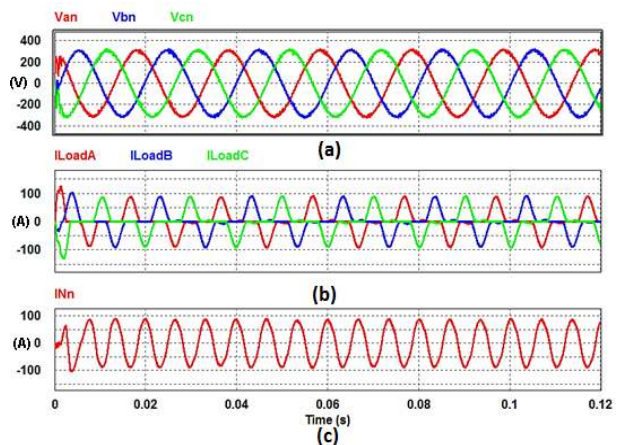 Van Vbn Vcn
400
200
(V) 0
-200
-400
(a)
ILoadA ILoadB ILoadC
100
(A) 0
-100
(b)
INn
100
(A) 0
-100
0 0.02 0.04 0.06 0.08 0.1 0.12
Time (s)
(c)